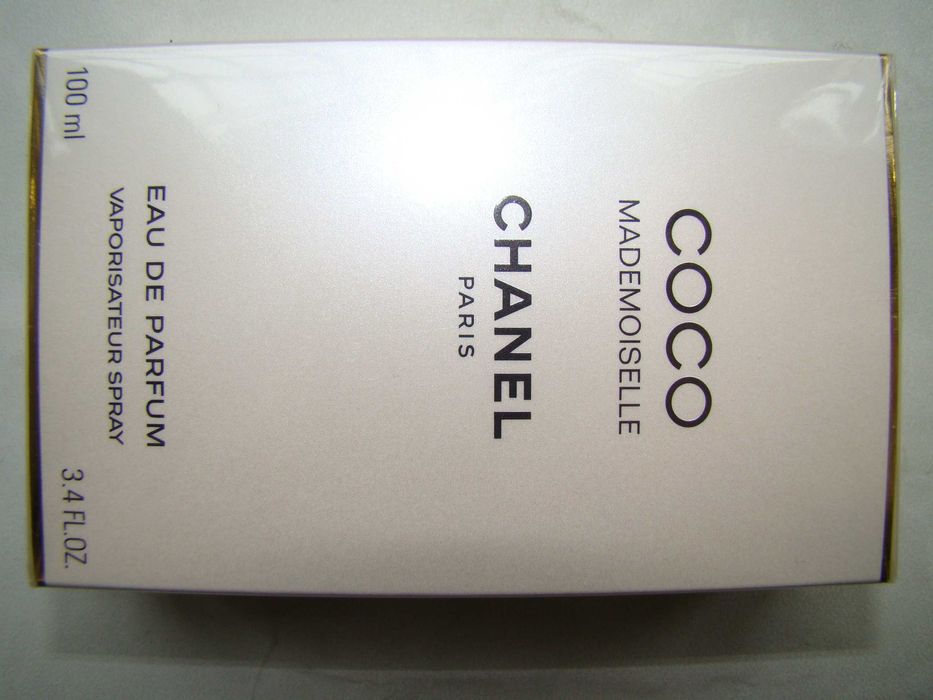 COCO
MADEMOISELLE
CHANEL
PARIS
EAU DE PARFUM
VAPORISATEUR SPRAY
100 ml 3.4 FL.OZ.